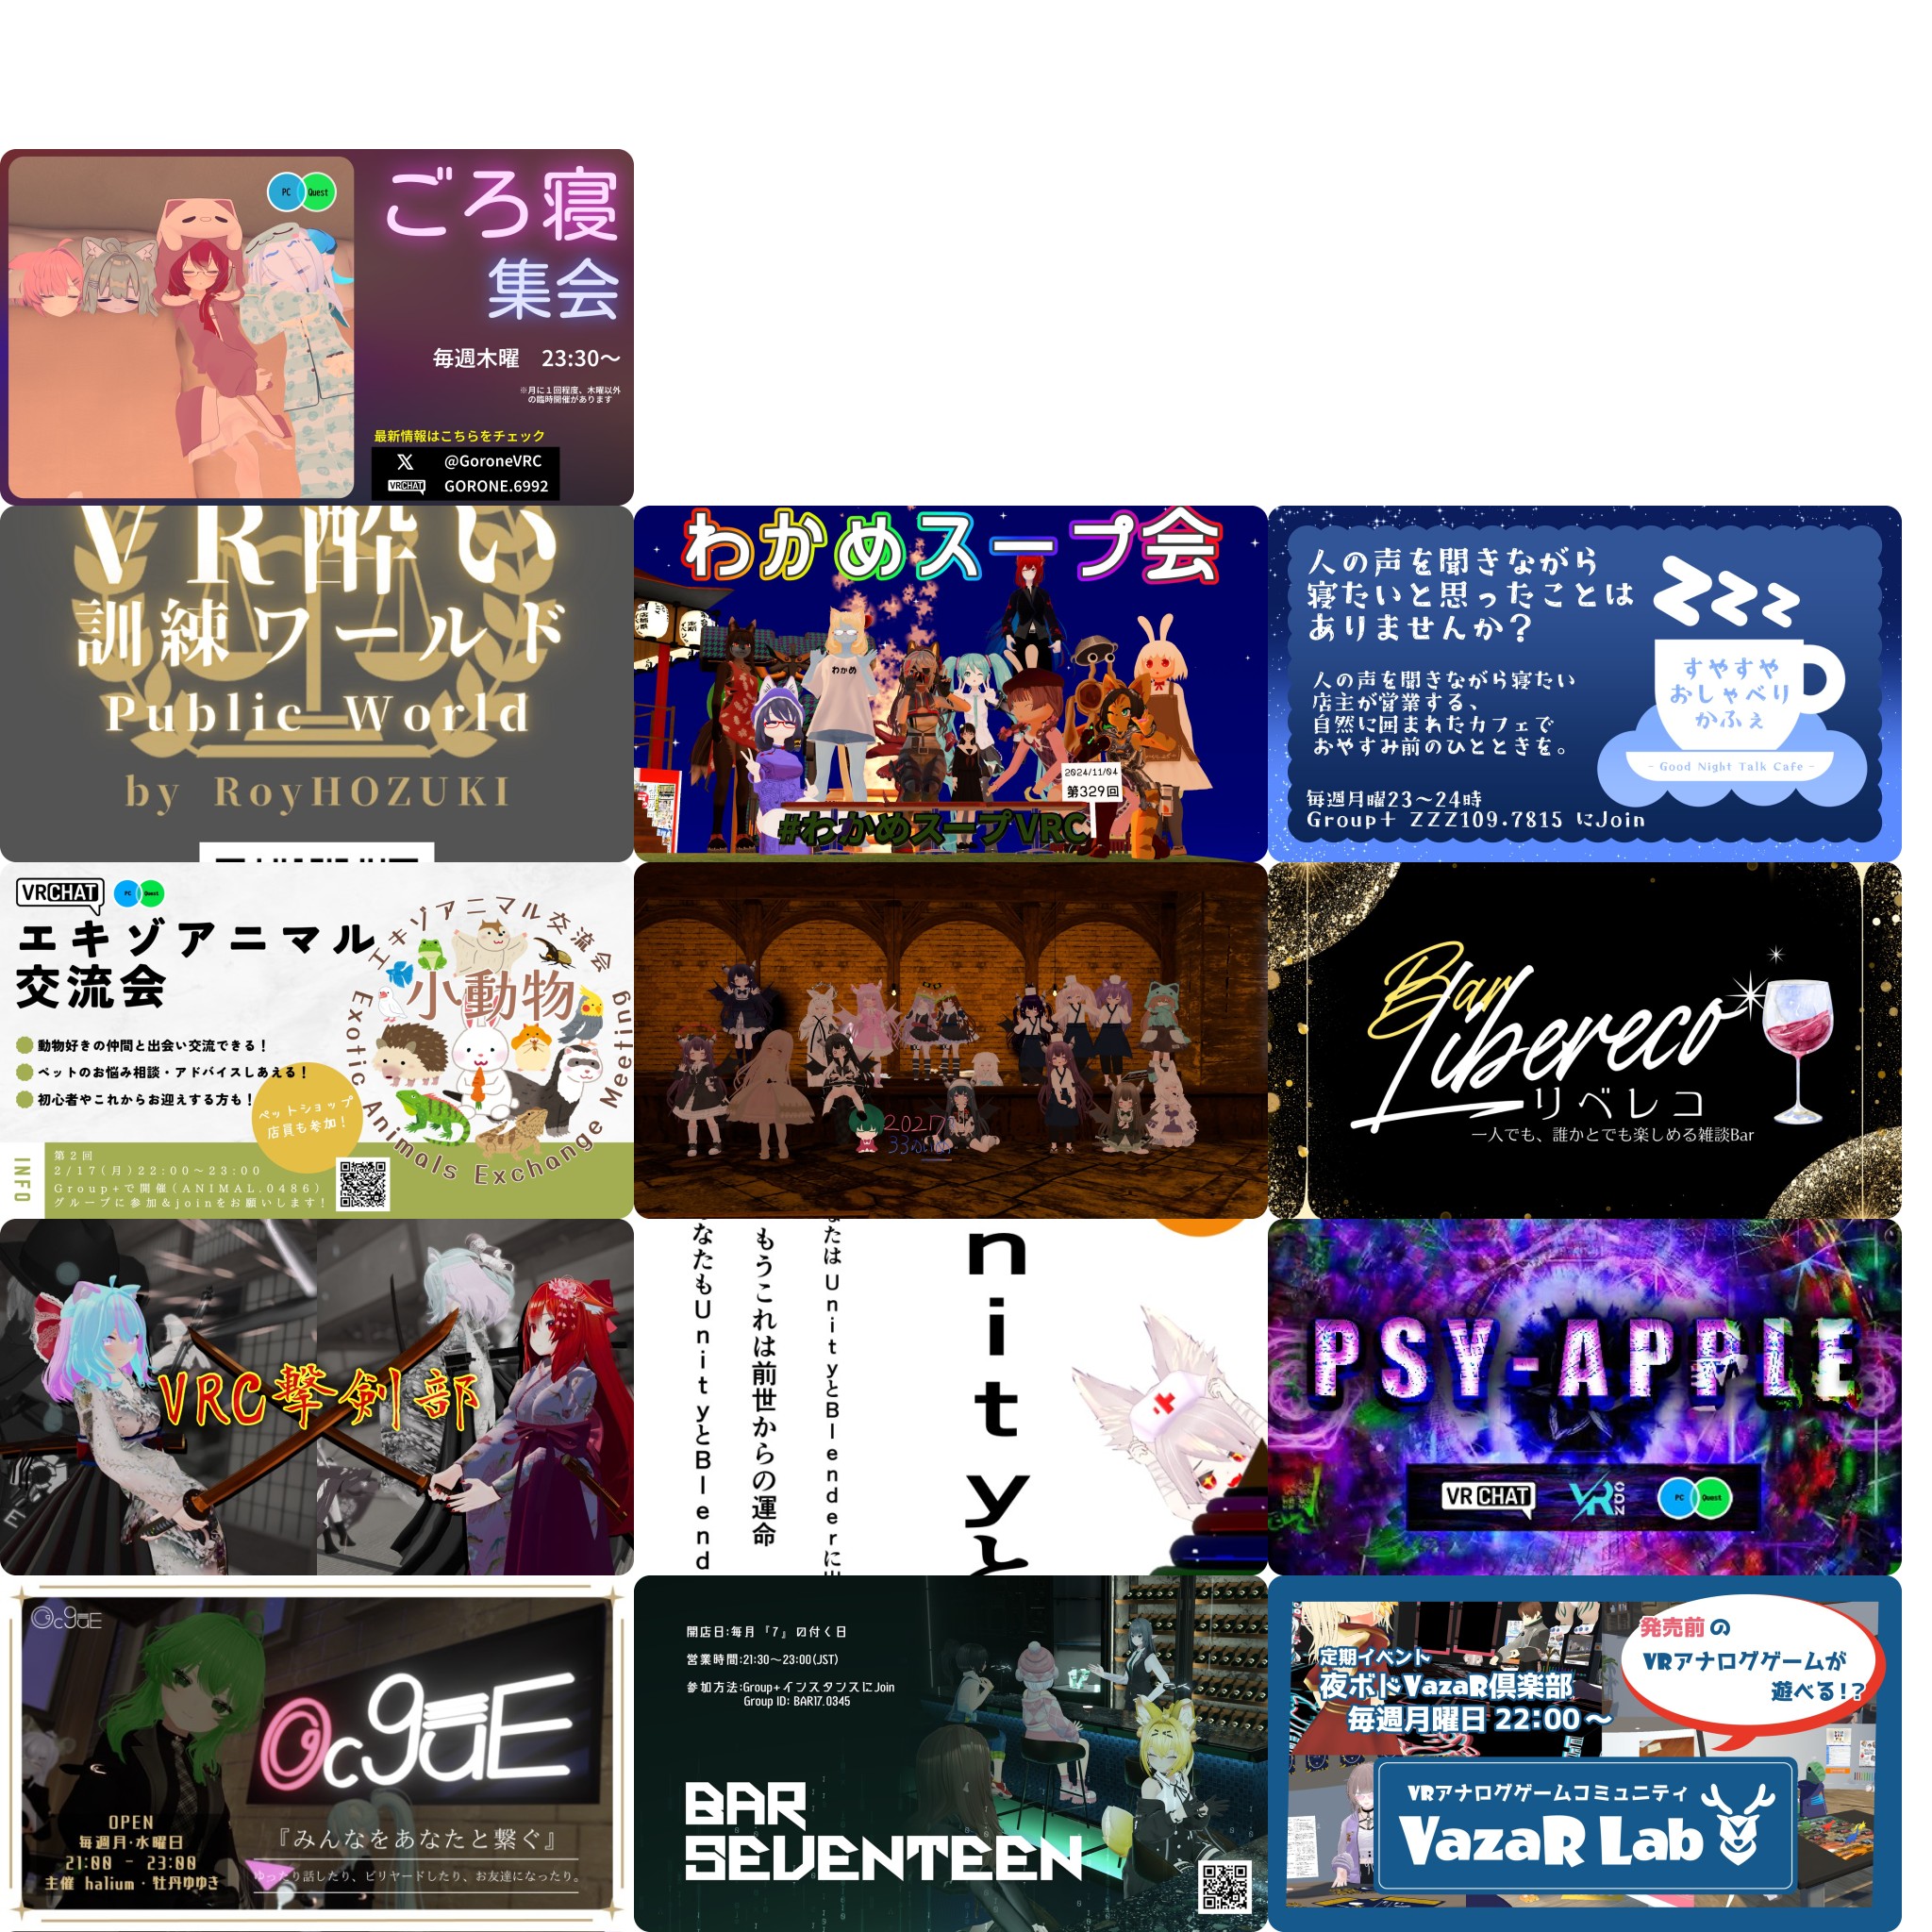 PC Quest
ごろ寝
集会
毎週木曜 23:30～
※月に1回程度、木曜以外
の臨時開催があります
最新情報はこちらをチェック
X @GoroneVRC
VRCHAT GORONE.6992
VR酔い
訓練ワールド
Public World
by RoyHOZUKI
わかめスープ会
わかめ
2024/11/04
第329回
#わかめスープVRC
人の声を聞きながら
寝たいと思ったことは
ありませんか？
zzz
人の声を聞きながら寝たい
店主が営業する、
自然に囲まれたカフェで
おやすみ前のひとときを。
すやすや
おしゃべり
かふぇ
- Good Night Talk Cafe -
毎週月曜23～24時
Group+ ZZZ109.7815 にJoin
VRCHAT PC Quest
エキゾアニマル
交流会
動物好きの仲間と出会い交流できる！
ペットのお悩み相談・アドバイスしあえる！
初心者やこれからお迎えする方も！
ペットショップ
店員も参加！
エキゾアニマル交流会
小動物
Exotic Animals Exchange Meeting
INFO
第2回
2/17(月)22:00～23:00
Group+で開催(ANIMAL.0486)
グループに参加&joinをお願いします！
Bar
Libereco
リベレコ
一人でも、誰かとでも楽しめる雑談Bar
VRC撃剣部
nityと
なたは UnityとBlenderに出
もうこれは前世からの運命
なたもUnityとBlend
PSY-APPLE
VRCHAT VR ZOO PC Quest
OcguE
OcguE
OPEN
毎週月・水曜日
21:00 - 23:00
主催 halium・牡丹ゆゆき
『みんなをあなたと繋ぐ』
ゆったり話したり、ビリヤードしたり、お友達になったり。
開店日:毎月『7』の付く日
営業時間:21:30～23:00(JST)
参加方法:Group+インスタンスにJoin
Group ID: BAR17.0345
BAR
SEVENTEEN
発売前の
VRアナログゲームが
遊べる!?
定期イベント
夜ボドVazaR倶楽部
毎週月曜日 22:00～
VRアナログゲームコミュニティ
VazaR Lab